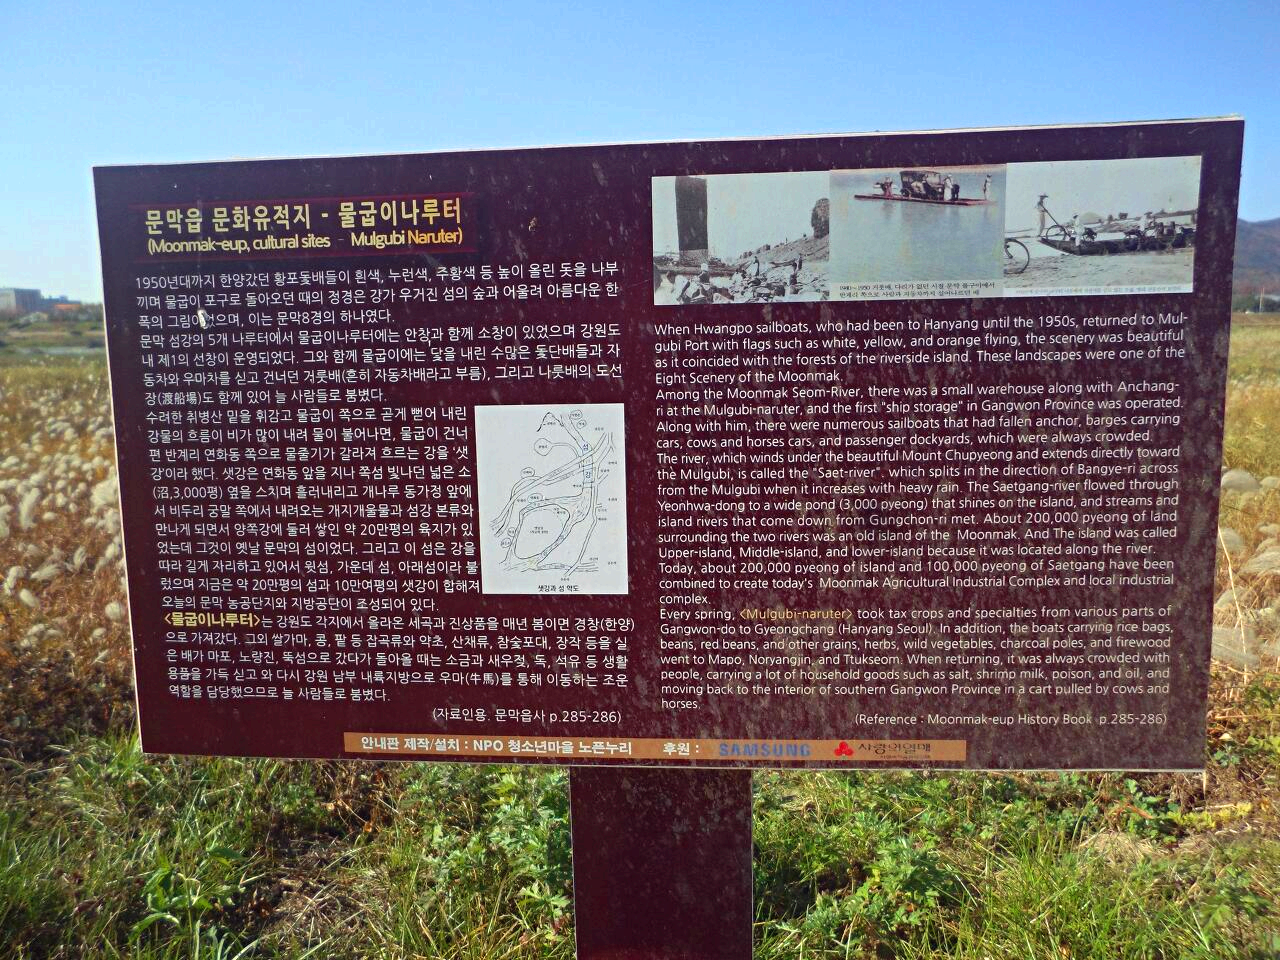 문막읍 문화유적지 - 물굽이나루터
(Moonmak-eup, cultural sites - Mulgubi Naruter)
1950년대까지 한양갔던 황포돛배들이 흰색, 누런색, 주황색 등 높이 올린 돗을 나부
끼며 물굽이 포구로 돌아오던 때의 정경은 강가 우거진 섬의 숲과 어울려 아름다운 한
폭의 그림이었으며, 이는 문막8경의 하나였다.
문막 섬강의 5개 나루터에서 물굽이나루터에는 안창과 함께 소창이 있었으며 강원도
내 제1의 선창이 운영되었다. 그와 함께 물굽이에는 닻을 내린 수많은 돛단배들과 자
동차와 우마차를 싣고 건너던 거룻배(흔히 자동차배라고 부름), 그리고 나룻배의 도선
장(渡船場)도 함께 있어 늘 사람들로 붐볐다.
수려한 취병산 밑을 휘감고 물굽이 쪽으로 곧게 뻗어 내린
강물의 흐름이 비가 많이 내려 물이 불어나면, 물굽이 건너
편 반계리 연화동 쪽으로 물줄기가 갈라져 흐르는 강을 '샛
강'이라 했다. 샛강은 연화동 앞을 지나 쪽섬 빛나던 넓은 소
(沼,3,000평) 옆을 스치며 흘러내리고 개나루 동가정 앞에
서 비두리 궁말 쪽에서 내려오는 개지개울물과 섬강 본류와
만나게 되면서 양쪽강에 둘러 쌓인 약 20만평의 육지가 있
었는데 그것이 옛날 문막의 섬이었다. 그리고 이 섬은 강을
따라 길게 자리하고 있어서 윗섬, 가운데 섬, 아래섬이라 불
렀으며 지금은 약 20만평의 섬과 10만여평의 샛강이 합해져
오늘의 문막 농공단지와 지방공단이 조성되어 있다.
<물굽이나루터>는 강원도 각지에서 올라온 세곡과 진상품을 매년 봄이면 경창(한양)
으로 가져갔다. 그외 쌀가마, 콩, 팥 등 잡곡류와 약초, 산채류, 참숯포대, 장작 등을 실
은 배가 마포, 노량진, 뚝섬으로 갔다가 돌아올 때는 소금과 새우젓, 독, 석유 등 생활
용품을 가득 싣고 와 다시 강원 남부 내륙지방으로 우마(牛馬)를 통해 이동하는 조운
역할을 담당했으므로 늘 사람들로 붐볐다.
(자료인용. 문막읍사 p.285-286)
샛강과 섬 약도
1940~1950 거룻배, 다리가 없던 시절 문막 물구이에서
반계리 쪽으로 사람과 자동차까지 실어나르던 배
When Hwangpo sailboats, who had been to Hanyang until the 1950s, returned to Mul-
gubi Port with flags such as white, yellow, and orange flying, the scenery was beautiful
as it coincided with the forests of the riverside island. These landscapes were one of the
Eight Scenery of the Moonmak.
Among the Moonmak Seom-River, there was a small warehouse along with Anchang-
ri at the Mulgubi-naruter, and the first "ship storage" in Gangwon Province was operated.
Along with him, there were numerous sailboats that had fallen anchor, barges carrying
cars, cows and horses cars, and passenger dockyards, which were always crowded.
The river, which winds under the beautiful Mount Chupyeong and extends directly toward
the Mulgubi, is called the "Saet-river", which splits in the direction of Bangye-ri across
from the Mulgubi when it increases with heavy rain. The Saetgang-river flowed through
Yeonhwa-dong to a wide pond (3,000 pyeong) that shines on the island, and streams and
island rivers that come down from Gungchon-ri met. About 200,000 pyeong of land
surrounding the two rivers was an old island of the Moonmak. And The island was called
Upper-island, Middle-island, and lower-island because it was located along the river.
Today, about 200,000 pyeong of island and 100,000 pyeong of Saetgang have been
combined to create today's Moonmak Agricultural Industrial Complex and local industrial
complex.
Every spring, <Mulgubi-naruter> took tax crops and specialties from various parts of
Gangwon-do to Gyeongchang (Hanyang Seoul). In addition, the boats carrying rice bags,
beans, red beans, and other grains, herbs, wild vegetables, charcoal poles, and firewood
went to Mapo, Noryangjin, and Ttukseom. When returning, it was always crowded with
people, carrying a lot of household goods such as salt, shrimp milk, poison, and oil, and
moving back to the interior of southern Gangwon Province in a cart pulled by cows and
horses.
(Reference : Moonmak-eup History Book p.285-286)
안내판 제작/설치 : NPO 청소년마을 노픈누리 후원 : SAMSUNG 사랑의열매